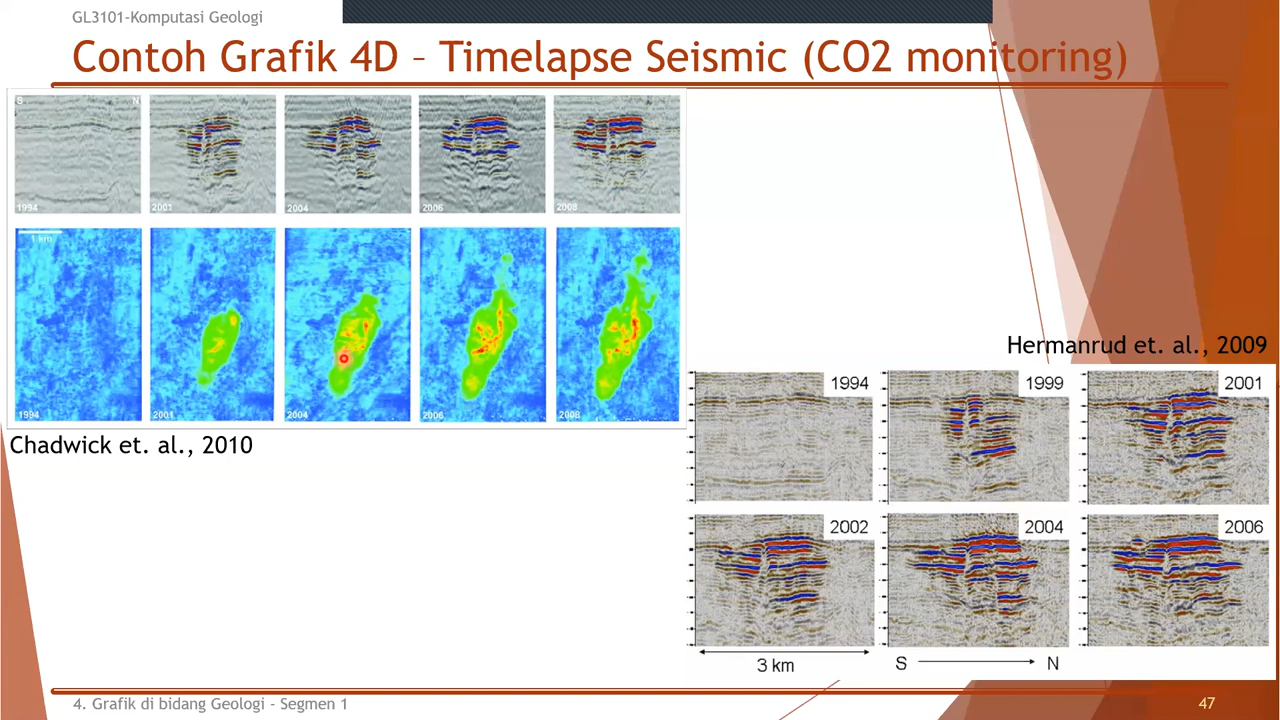 GL3101-Komputasi Geologi
Contoh Grafik 4D – Timelapse Seismic (CO2 monitoring)
S N
1994 2001 2004 2006 2008
1 km
1994 2001 2004 2006 2008
Chadwick et. al., 2010
Hermanrud et. al., 2009
1994 1999 2001
2002 2004 2006
3 km S N
4. Grafik di bidang Geologi - Segmen 1
47